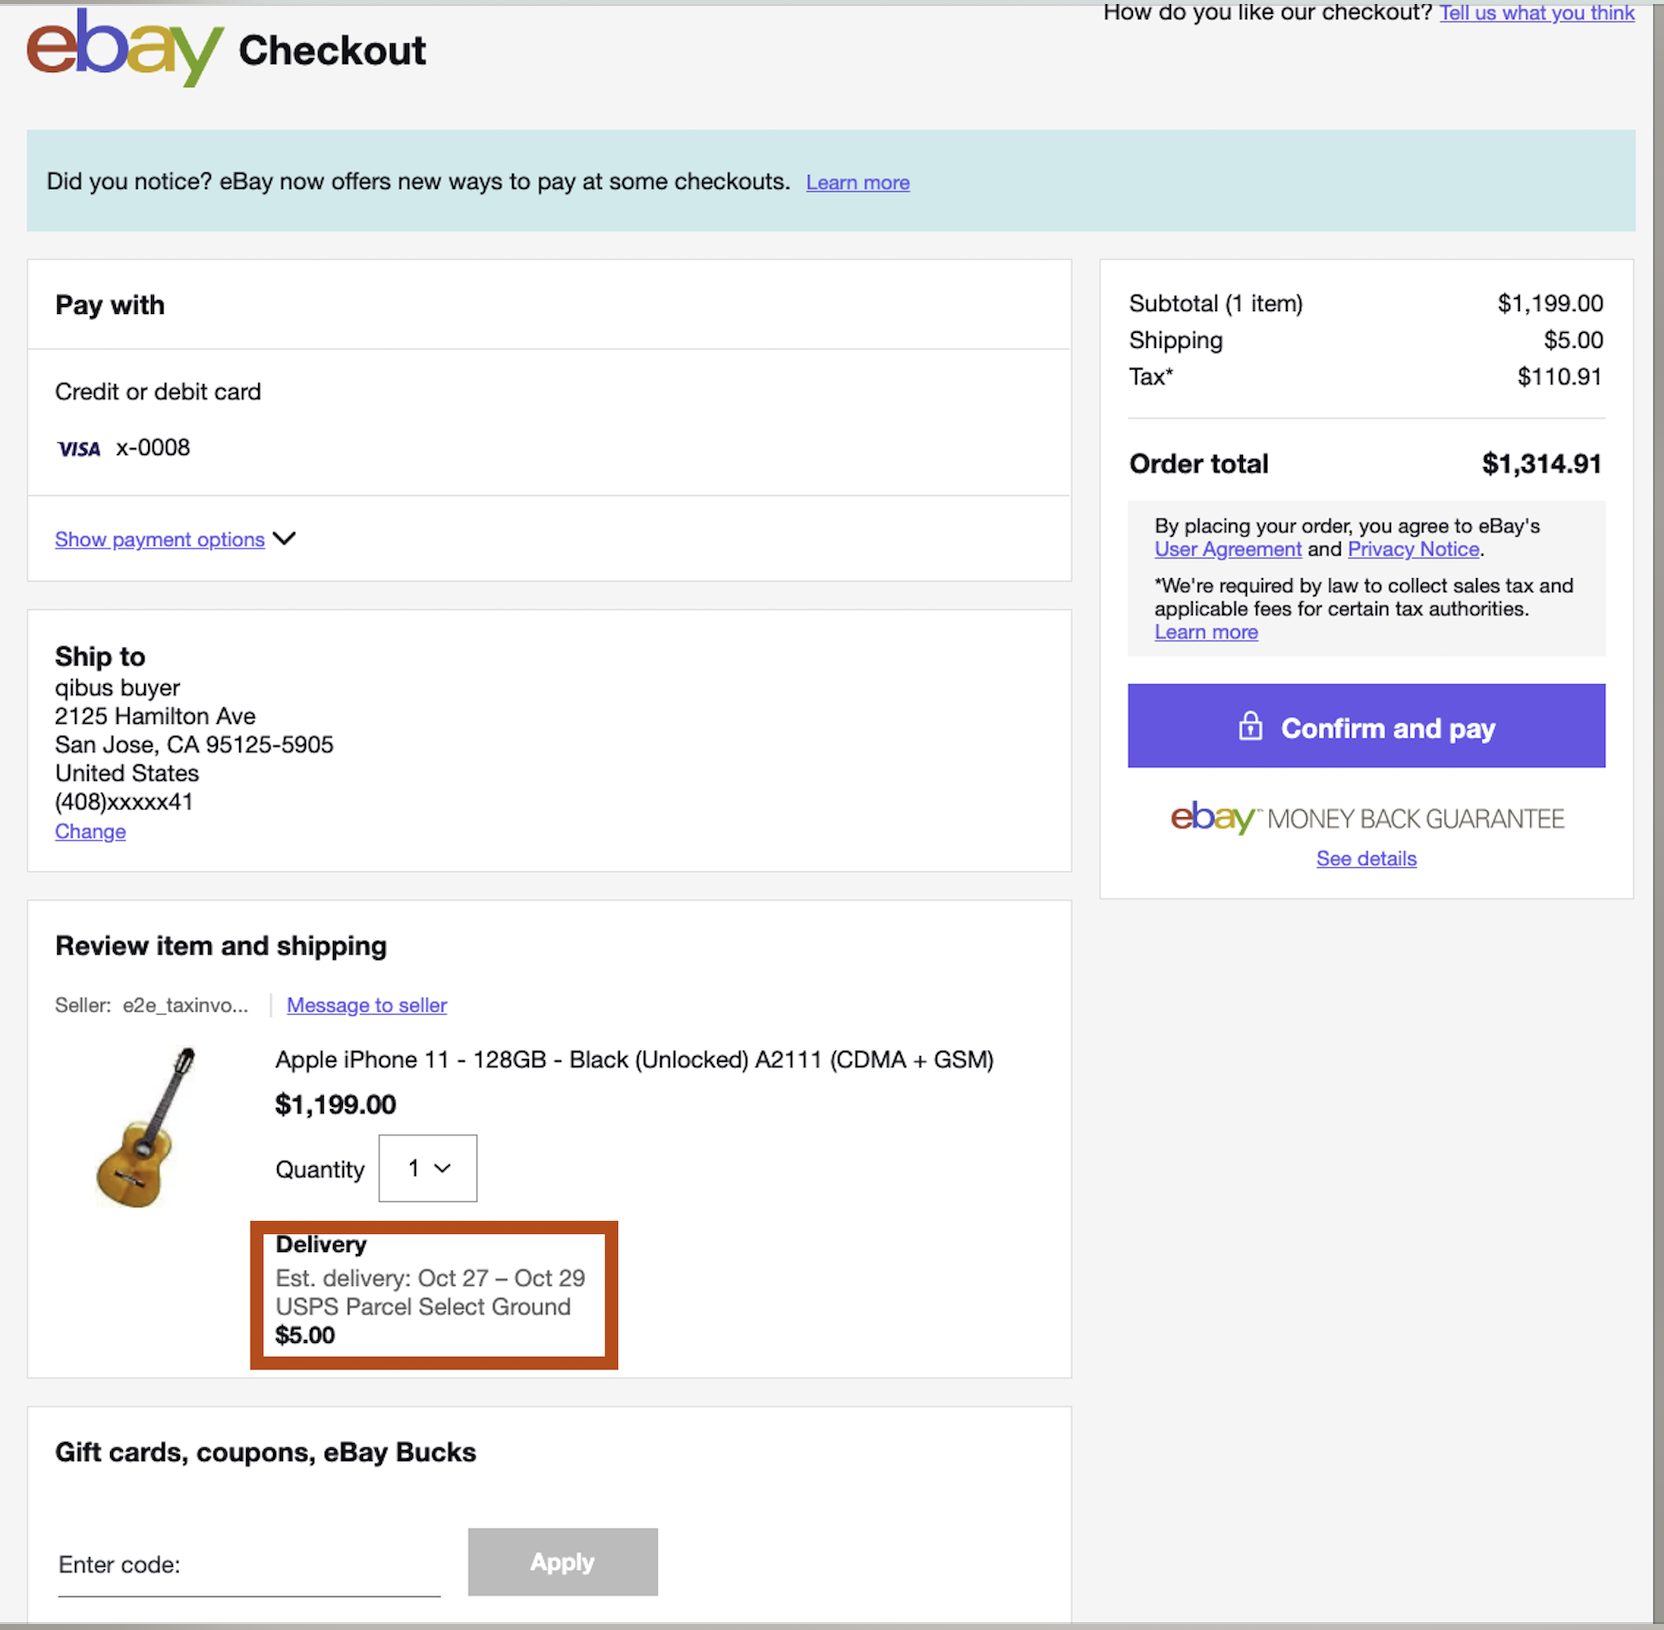 How do you like our checkout? Tell us what you think
ebay Checkout
Did you notice? eBay now offers new ways to pay at some checkouts. Learn more
Pay with
Credit or debit card
VISA x-0008
Show payment options
Ship to
qibus buyer
2125 Hamilton Ave
San Jose, CA 95125-5905
United States
(408)xxxxx41
Change
Review item and shipping
Seller: e2e_taxinvo... Message to seller
Apple iPhone 11 - 128GB - Black (Unlocked) A2111 (CDMA + GSM)
$1,199.00
Quantity 1
Delivery
Est. delivery: Oct 27 – Oct 29
USPS Parcel Select Ground
$5.00
Gift cards, coupons, eBay Bucks
Enter code: Apply
Subtotal (1 item) $1,199.00
Shipping $5.00
Tax* $110.91
Order total $1,314.91
By placing your order, you agree to eBay's
User Agreement and Privacy Notice.
*We're required by law to collect sales tax and
applicable fees for certain tax authorities.
Learn more
Confirm and pay
ebay™ MONEY BACK GUARANTEE
See details